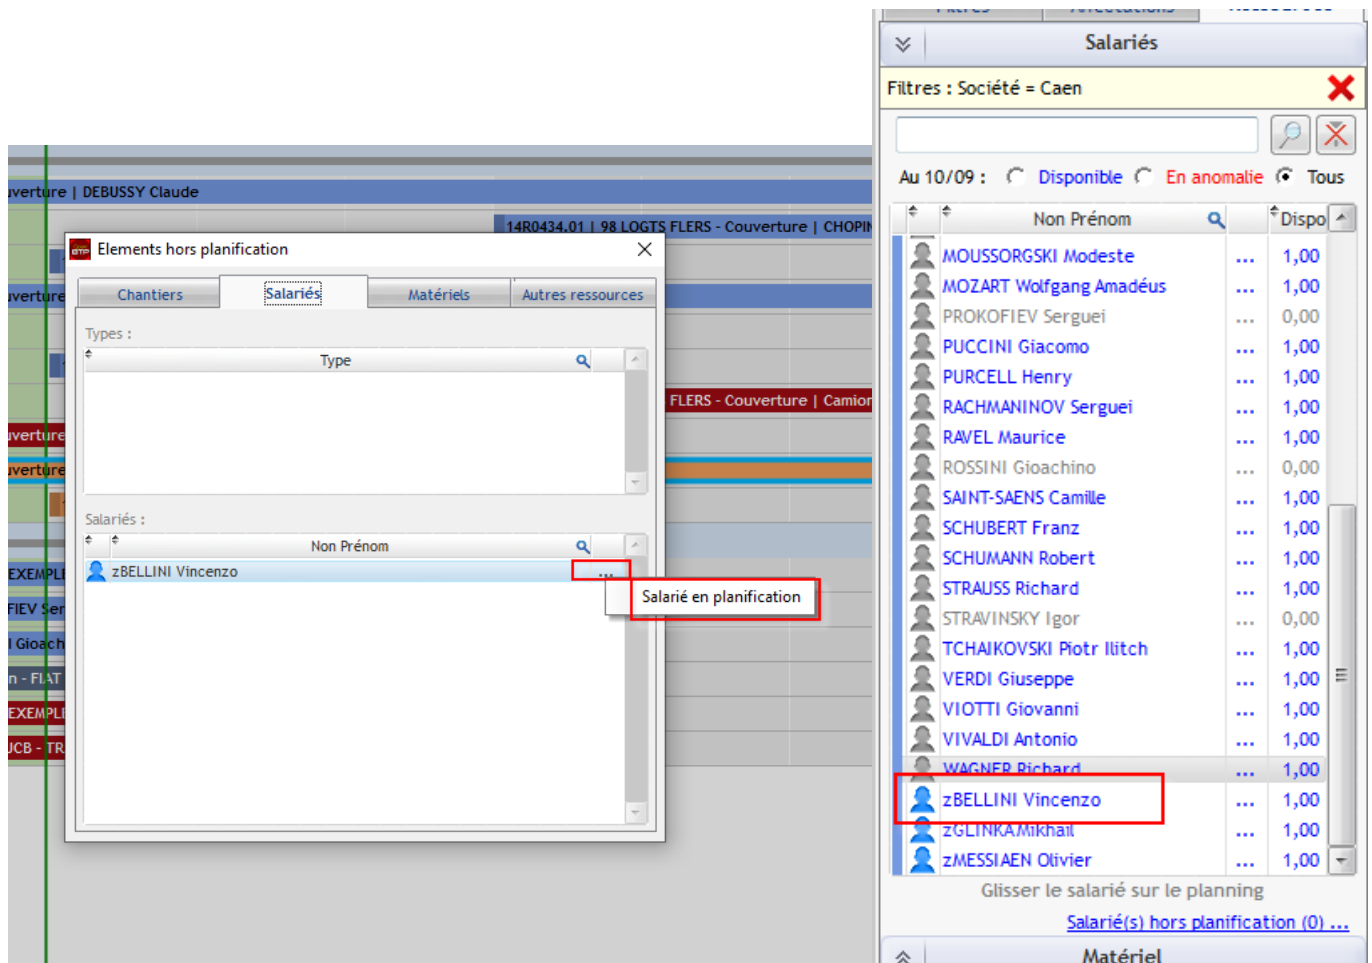 Filtres
Affectations
Ressources
Salariés
Filtres : Société = Caen
Au 10/09 :
Disponible
En anomalie
Tous
Non Prénom
Dispo
MOUSSORGSKI Modeste ... 1,00
MOZART Wolfgang Amadéus ... 1,00
PROKOFIEV Serguei ... 0,00
PUCCINI Giacomo ... 1,00
PURCELL Henry ... 1,00
RACHMANINOV Serguei ... 1,00
RAVEL Maurice ... 1,00
ROSSINI Gioachino ... 0,00
SAINT-SAENS Camille ... 1,00
SCHUBERT Franz ... 1,00
SCHUMANN Robert ... 1,00
STRAUSS Richard ... 1,00
STRAVINSKY Igor ... 0,00
TCHAIKOVSKI Piotr Ilitch ... 1,00
VERDI Giuseppe ... 1,00
VIOTTI Giovanni ... 1,00
VIVALDI Antonio ... 1,00
WAGNER Richard ... 1,00
zBELLINI Vincenzo ... 1,00
zGLINKA Mikhail ... 1,00
zMESSIAEN Olivier ... 1,00
Glisser le salarié sur le planning
Salarié(s) hors planification (0) ...
Matériel
uverture | DEBUSSY Claude
14R0434.01 | 98 LOGTS FLERS - Couverture | CHOPIN
uverture
FLERS - Couverture | Camion
uverture
uverture
EXEMPLE
FIEV Ser
I Gioach
n - FIAT
EXEMPLE
JCB - TR
Elements hors planification
Chantiers
Salariés
Matériels
Autres ressources
Types :
Type
Salariés :
Non Prénom
zBELLINI Vincenzo ...
Salarié en planification